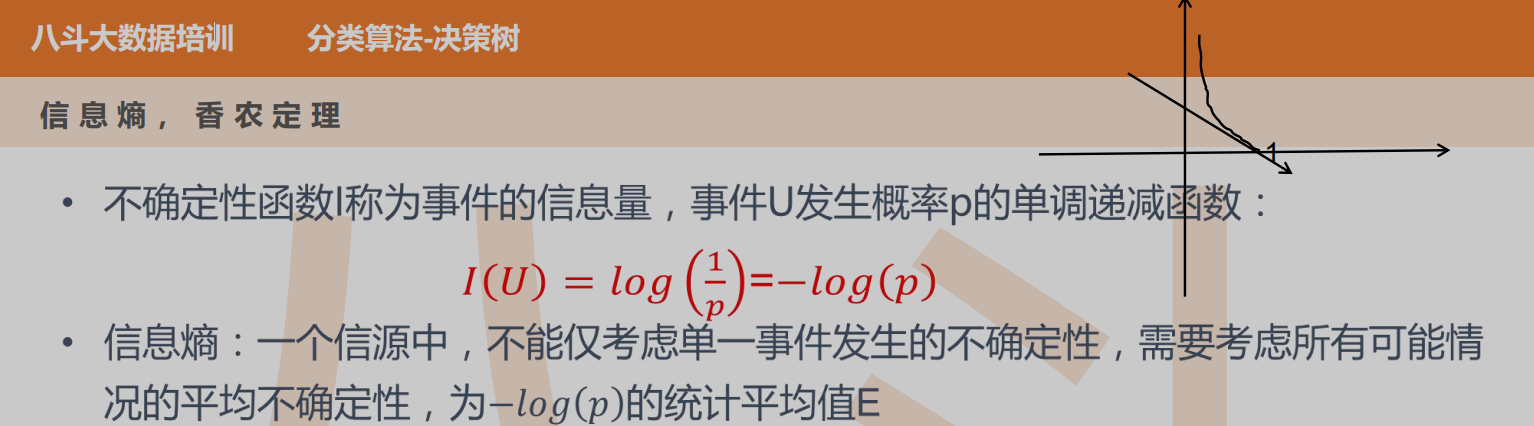 八斗大数据培训 分类算法-决策树
信息熵，香农定理
1
• 不确定性函数I称为事件的信息量，事件U发生概率p的单调递减函数：
I(U) = log(1/p)=−log(p)
• 信息熵：一个信源中，不能仅考虑单一事件发生的不确定性，需要考虑所有可能情
况的平均不确定性，为−log(p)的统计平均值E